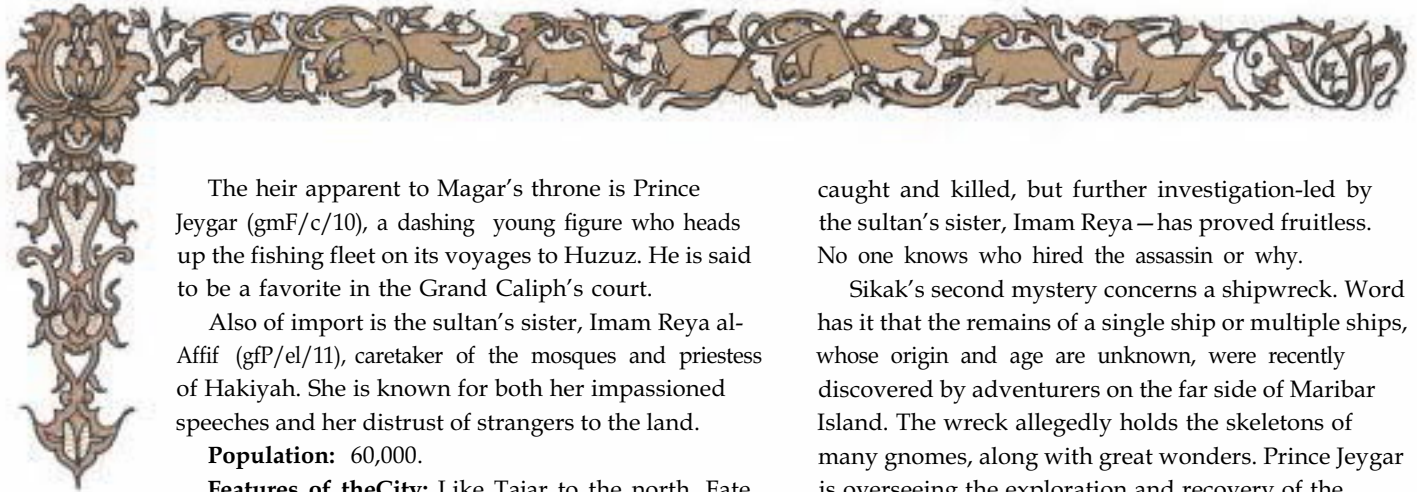 The heir apparent to Magar's throne is Prince
Jeygar (gmF/c/10), a dashing young figure who heads
up the fishing fleet on its voyages to Huzuz. He is said
to be a favorite in the Grand Caliph's court.
Also of import is the sultan's sister, Imam Reya al-
Affif (gfP/el/11), caretaker of the mosques and priestess
of Hakiyah. She is known for both her impassioned
speeches and her distrust of strangers to the land.
Population: 60,000.
Features of theCity: Like Tajar to the north, Fate
caught and killed, but further investigation-led by
the sultan's sister, Imam Reya—has proved fruitless.
No one knows who hired the assassin or why.
Sikak's second mystery concerns a shipwreck. Word
has it that the remains of a single ship or multiple ships,
whose origin and age are unknown, were recently
discovered by adventurers on the far side of Maribar
Island. The wreck allegedly holds the skeletons of
many gnomes, along with great wonders. Prince Jeygar
is overseeing the exploration and recovery of the